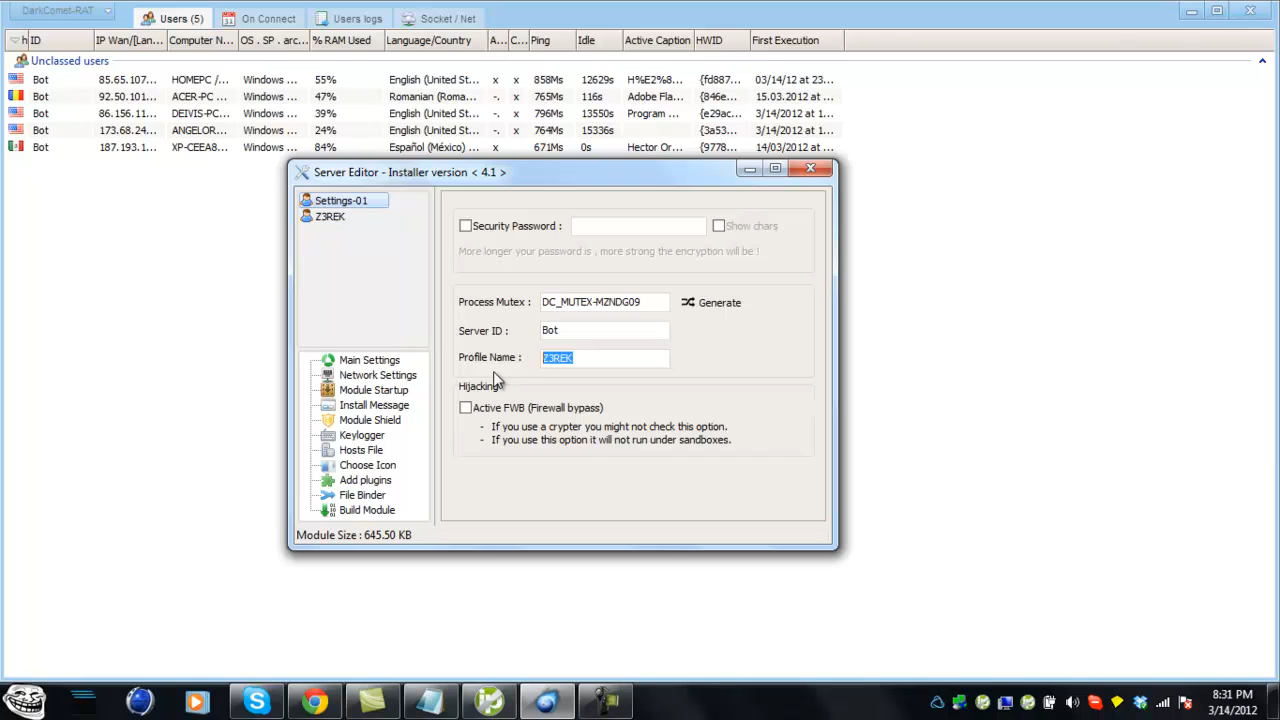 DarkComet-RAT
Users (5) On Connect Users logs Socket / Net
h ID IP Wan/[Lan... Computer N... OS . SP . arc... % RAM Used Language/Country A... C... Ping Idle Active Caption HWID First Execution
Unclassed users
Bot 85.65.107... HOMEPC /... Windows ... 55% English (United St... x x 858Ms 12629s H%E2%8... {fd887... 03/14/12 at 23...
Bot 92.50.101... ACER-PC ... Windows ... 47% Romanian (Roma... -. x 765Ms 116s Adobe Fla... {846e... 15.03.2012 at ...
Bot 86.156.11... DEIVIS-PC... Windows ... 39% English (United St... -. x 796Ms 13550s Program ... {e29ac... 3/14/2012 at ...
Bot 173.68.24... ANGELOR... Windows ... 24% English (United St... -. x 764Ms 15336s {3a53... 3/14/2012 at ...
Bot 187.193.1... XP-CEEA8... Windows ... 84% Español (México) x 671Ms 0s Hector Or... {9778... 14/03/2012 at ...
Server Editor - Installer version < 4.1 >
Settings-01
Z3REK
Main Settings
Network Settings
Module Startup
Install Message
Module Shield
Keylogger
Hosts File
Choose Icon
Add plugins
File Binder
Build Module
Security Password : Show chars
More longer your password is , more strong the encryption will be !
Process Mutex : DC_MUTEX-MZNDG09 Generate
Server ID : Bot
Profile Name : Z3REK
Hijacking
Active FWB (Firewall bypass)
- If you use a crypter you might not check this option.
- If you use this option it will not run under sandboxes.
Module Size : 645.50 KB
8:31 PM
3/14/2012